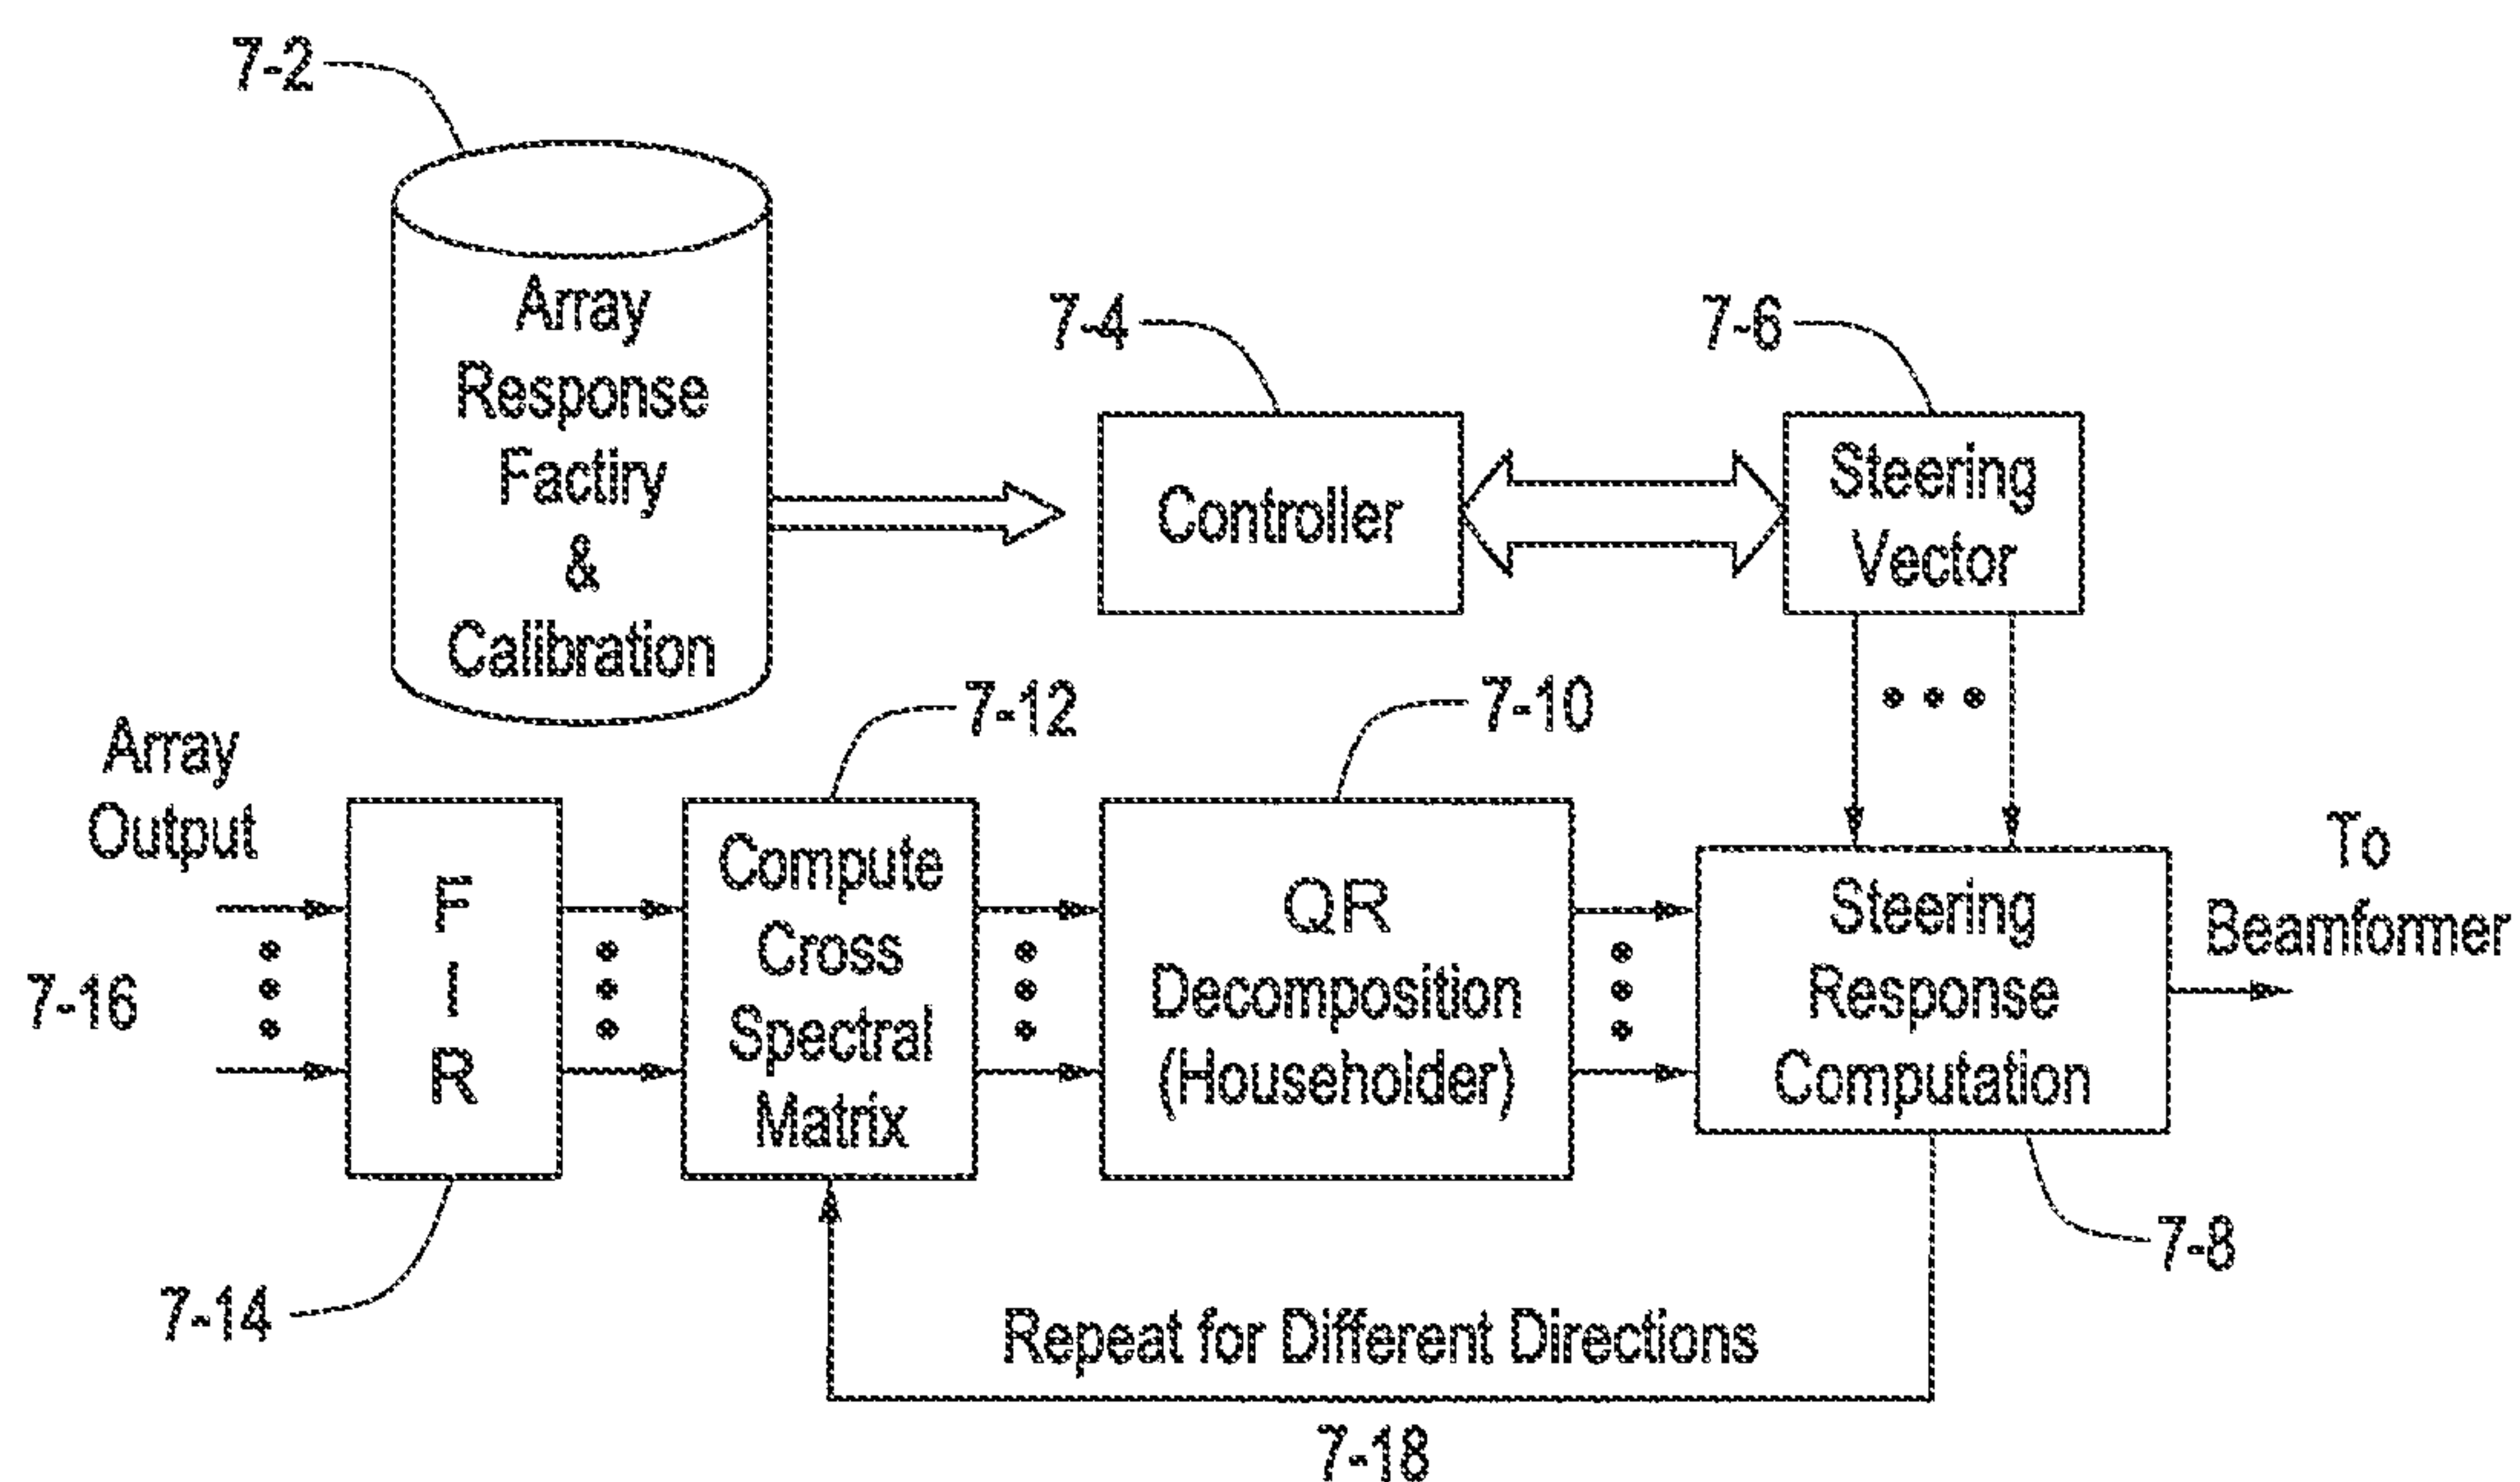 7-2
Array
Response
Factiry
&
Calibration
7-4
Controller
7-6
Steering
Vector
Array
Output
7-16
F
I
R
7-14
7-12
Compute
Cross
Spectral
Matrix
7-10
QR
Decomposition
(Householder)
Steering
Response
Computation
7-8
To
Beamformer
Repeat for Different Directions
7-18